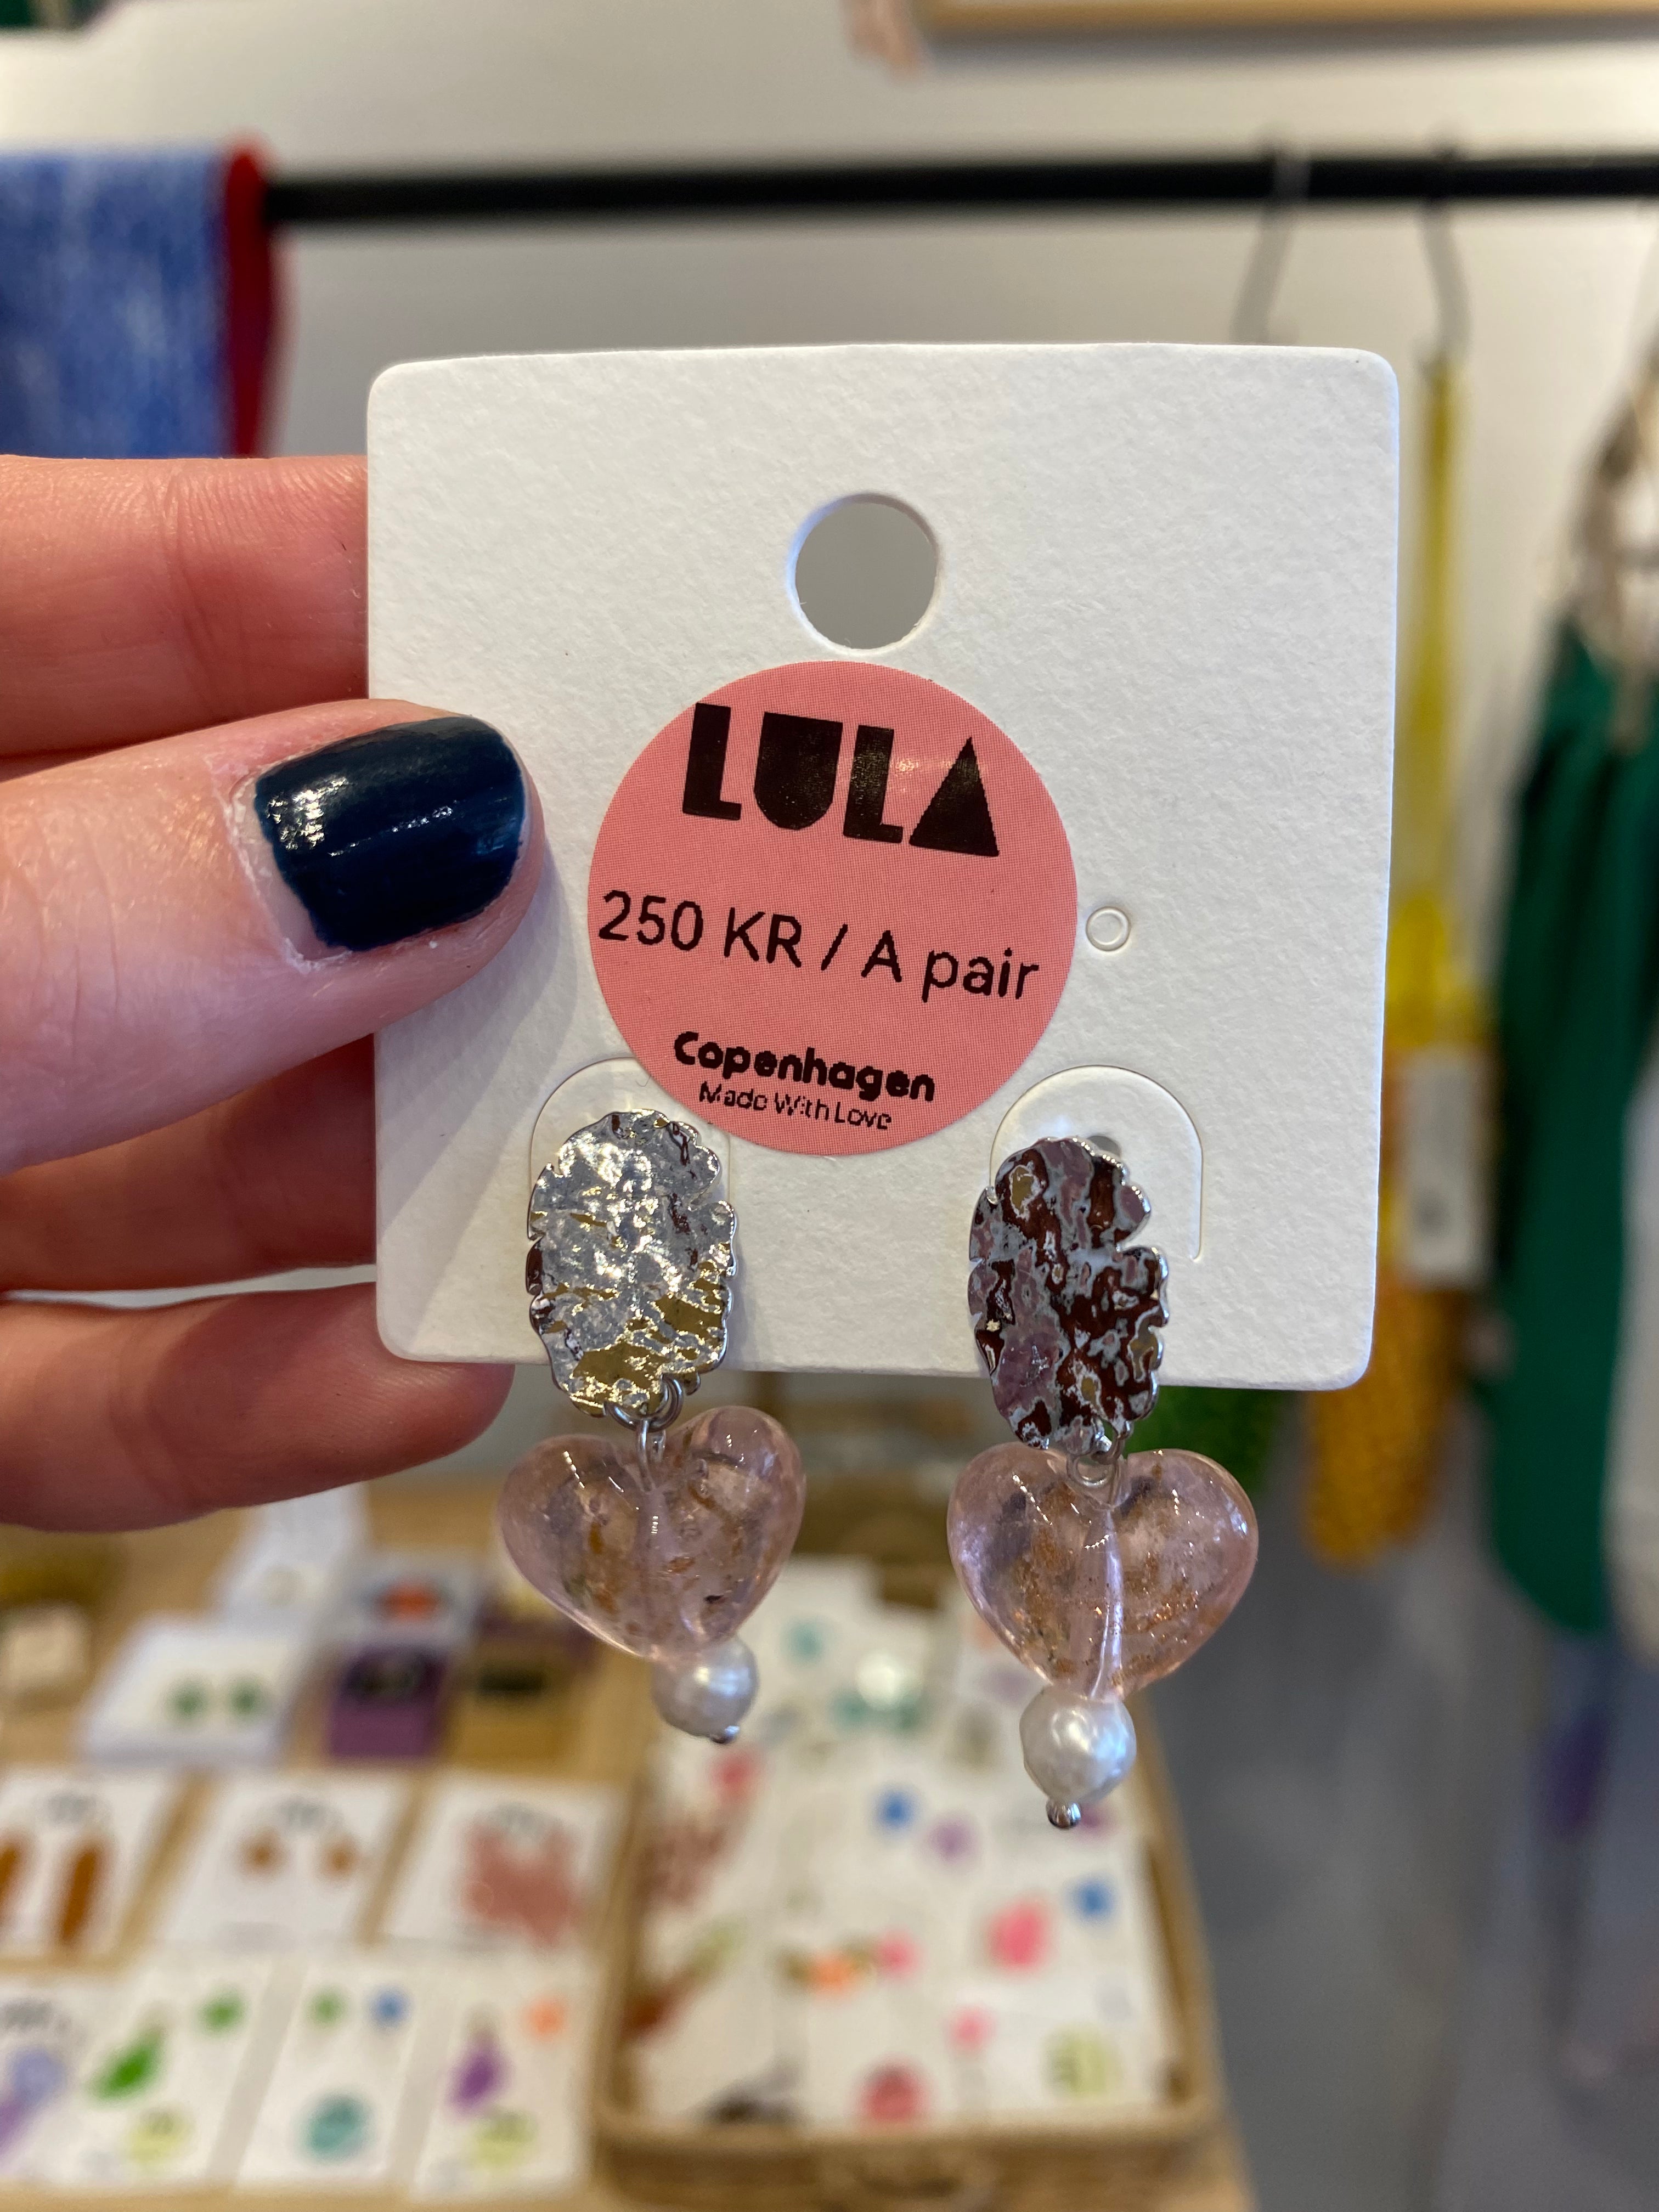 LULA
250 KR / A pair
Copenhagen
Made With Love